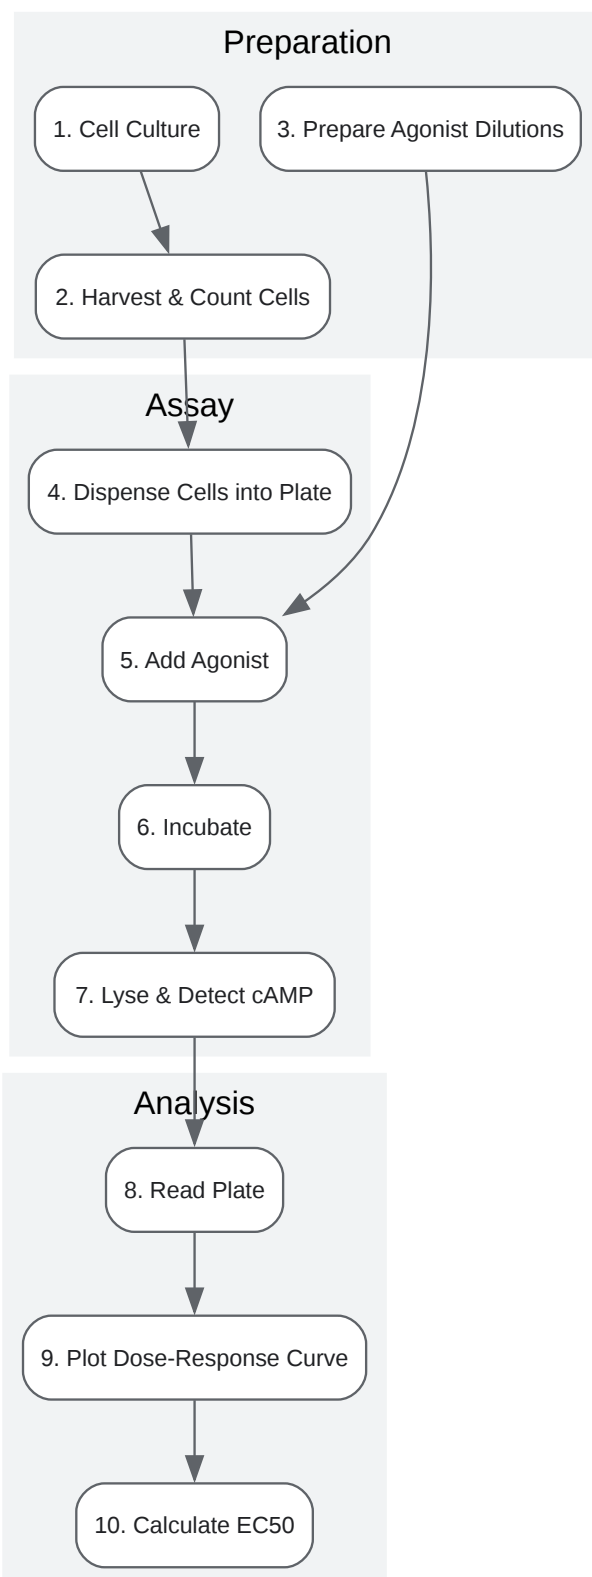 Preparation
1. Cell Culture
3. Prepare Agonist Dilutions
2. Harvest & Count Cells
Assay
4. Dispense Cells into Plate
5. Add Agonist
6. Incubate
7. Lyse & Detect cAMP
Analysis
8. Read Plate
9. Plot Dose-Response Curve
10. Calculate EC50